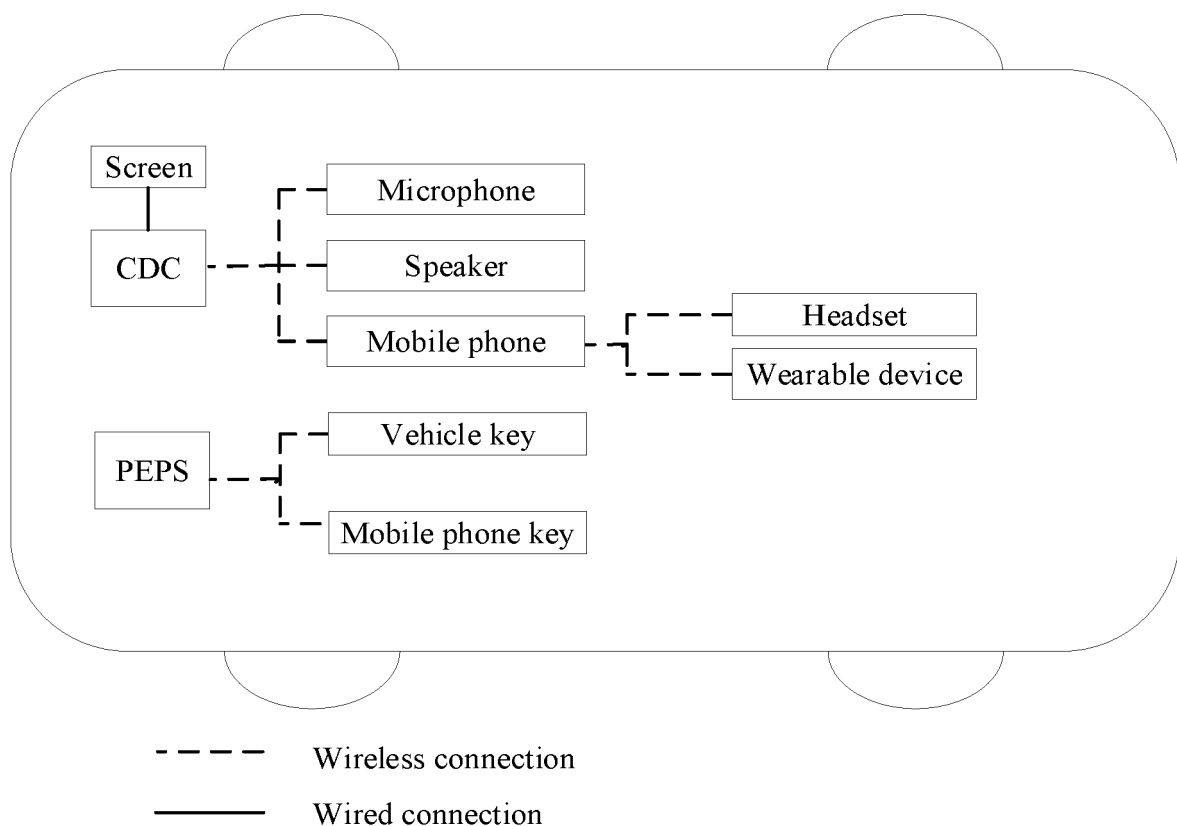 Screen
CDC
Microphone
Speaker
Mobile phone
Headset
Wearable device
PEPS
Vehicle key
Mobile phone key
Wireless connection
Wired connection